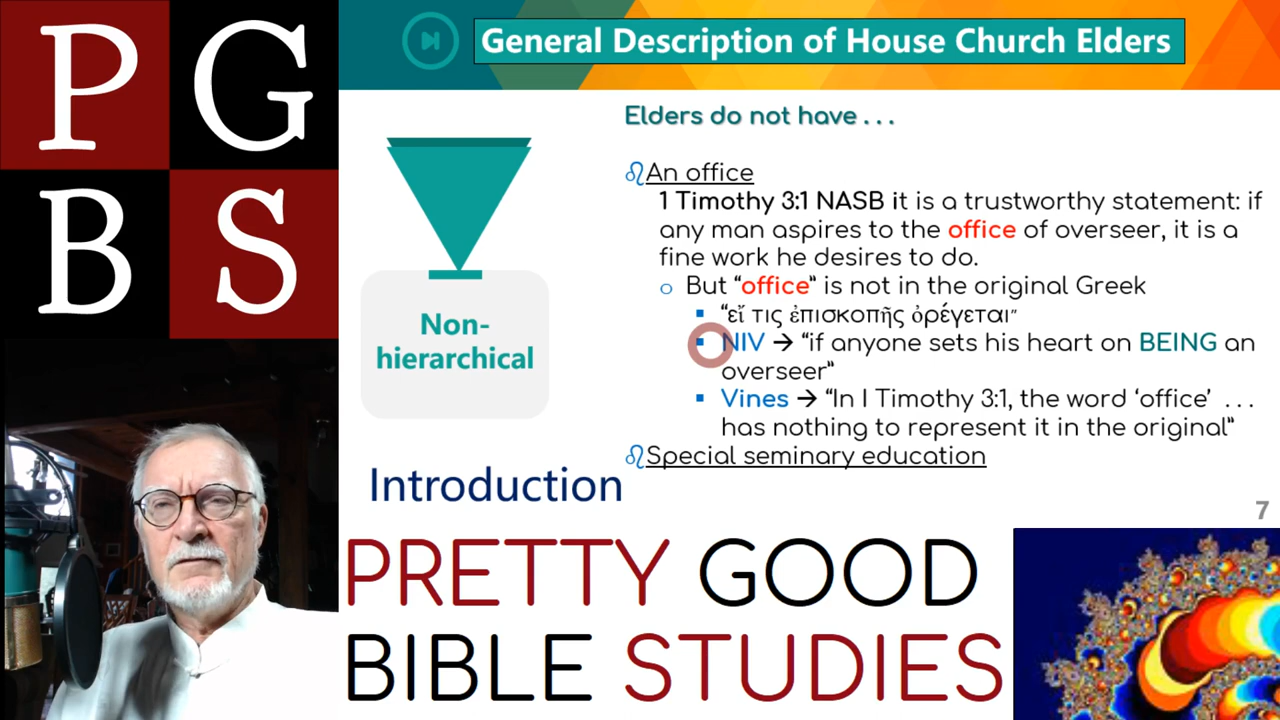 P G
B S
General Description of House Church Elders
Elders do not have . . .
An office
1 Timothy 3:1 NASB it is a trustworthy statement: if
any man aspires to the office of overseer, it is a
fine work he desires to do.
o But “office” is not in the original Greek
▪ “εἴ τις ἐπισκοπῆς ὀρέγεται”
▪ NIV → “if anyone sets his heart on BEING an
overseer”
▪ Vines → “In I Timothy 3:1, the word ‘office’ . . .
has nothing to represent it in the original”
Special seminary education
Non-
hierarchical
Introduction
7
PRETTY GOOD
BIBLE STUDIES